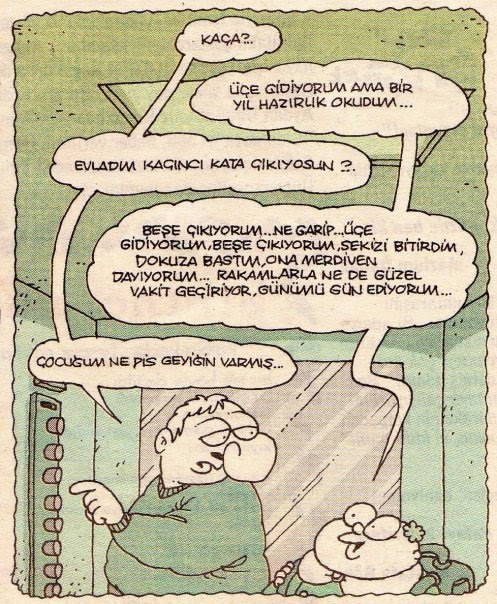 KAÇA?..
ÜÇE GİDİYORUM AMA BİR
YIL HAZIRLIK OKUDUM...
EVLADIM KAÇINCI KATA ÇIKIYOSUN ?.
BEŞE ÇIKIYORUM...NE GARİP...ÜÇE
GİDİYORUM,BEŞE ÇIKIYORUM,SEKİZİ BİTİRDİM,
DOKUZA BASTIM,ONA MERDİVEN
DAYIYORUM... RAKAMLARLA NE DE GÜZEL
VAKİT GEÇİRİYOR,GÜNÜMÜ GÜN EDİYORUM...
ÇOCUĞUM NE PİS GEYİĞİN VARMIŞ...